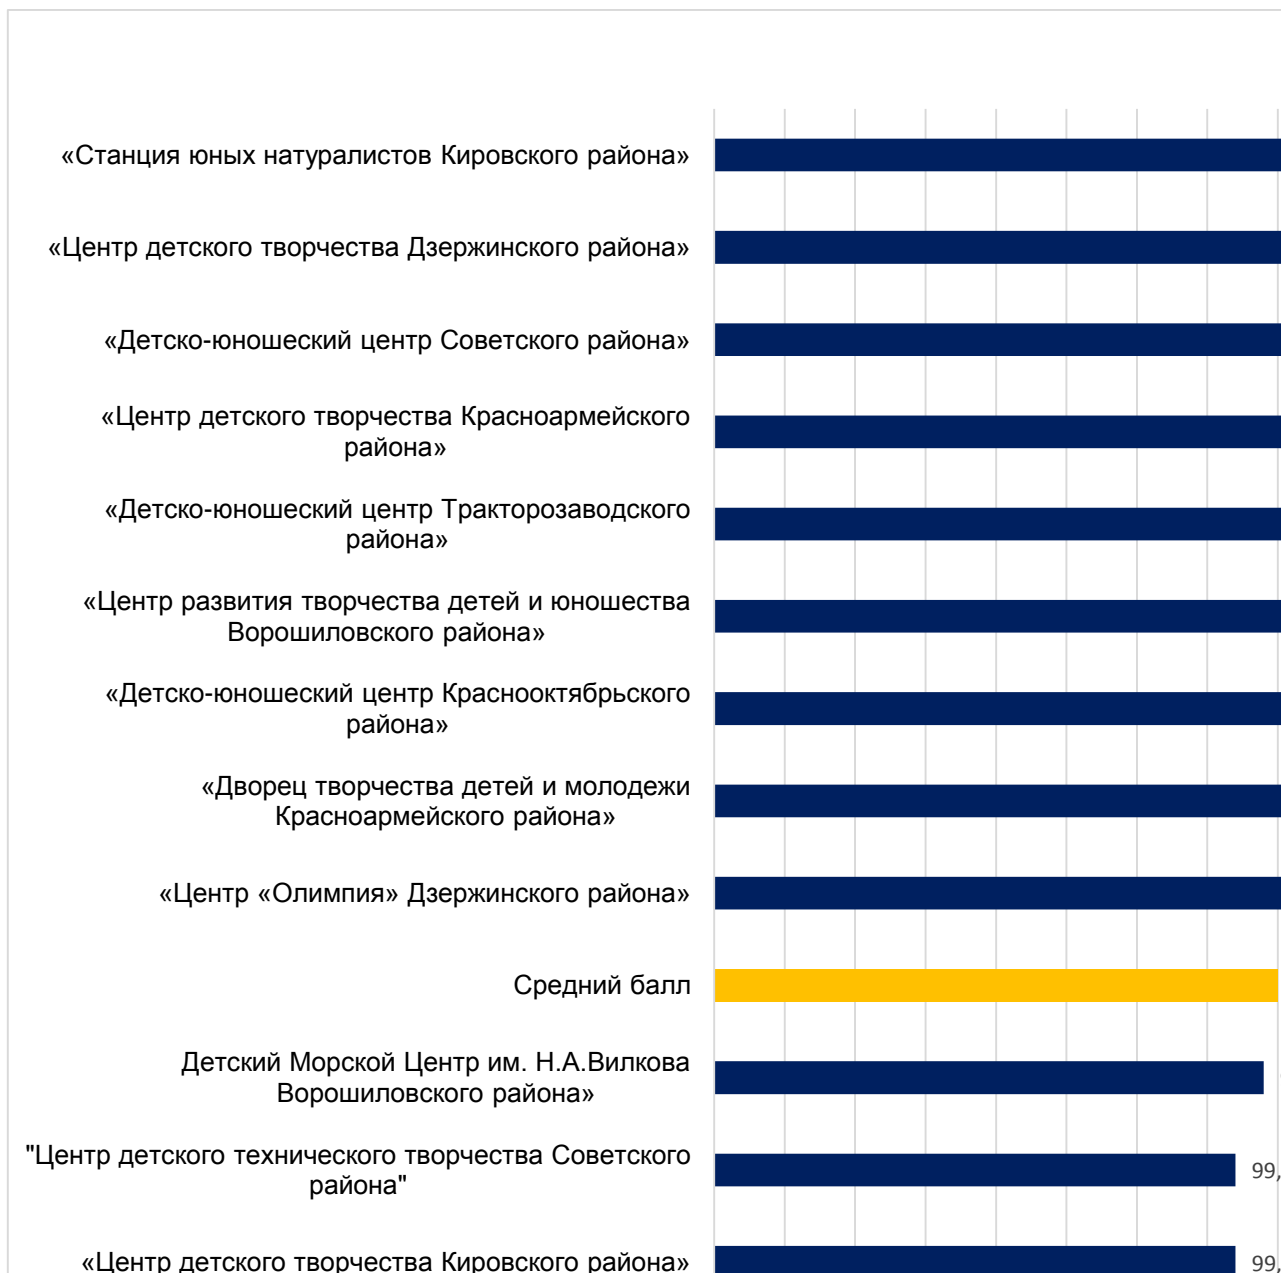 «Станция юных натуралистов Кировского района»
«Центр детского творчества Дзержинского района»
«Детско-юношеский центр Советского района»
«Центр детского творчества Красноармейского
района»
«Детско-юношеский центр Тракторозаводского
района»
«Центр развития творчества детей и юношества
Ворошиловского района»
«Детско-юношеский центр Краснооктябрьского
района»
«Дворец творчества детей и молодежи
Красноармейского района»
«Центр «Олимпия» Дзержинского района»
Средний балл
Детский Морской Центр им. Н.А.Вилкова
Ворошиловского района»
"Центр детского технического творчества Советского
района"
99,
«Центр детского творчества Кировского района»
99,